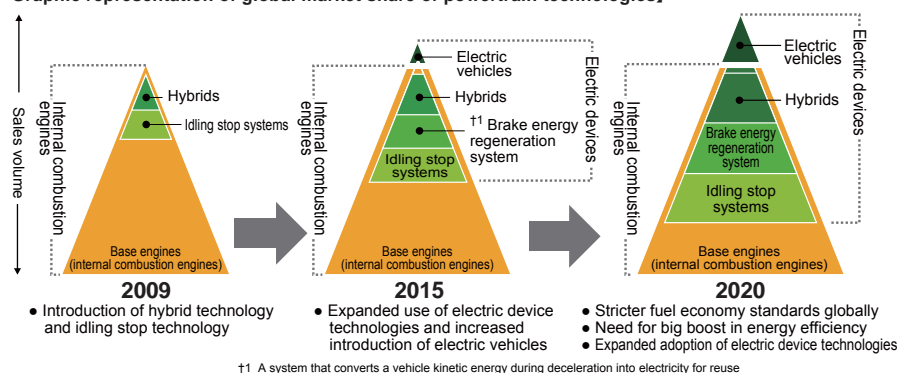 Graphic representation of global market share of powertrain technologies】
Sales volume
Internal combustion
engines
Hybrids
Idling stop systems
Base engines
(internal combustion engines)
2009
● Introduction of hybrid technology
and idling stop technology
Internal combustion
engines
Electric
vehicles
Hybrids
†1 Brake energy
regeneration
system
Idling stop
systems
Electric devices
Base engines
(internal combustion engines)
2015
● Expanded use of electric device
technologies and increased
introduction of electric vehicles
Internal combustion
engines
Electric
vehicles
Hybrids
Brake energy
regeneration
system
Idling stop
systems
Electric devices
Base engines
(internal combustion engines)
2020
● Stricter fuel economy standards globally
● Need for big boost in energy efficiency
● Expanded adoption of electric device technologies
†1 A system that converts a vehicle kinetic energy during deceleration into electricity for reuse